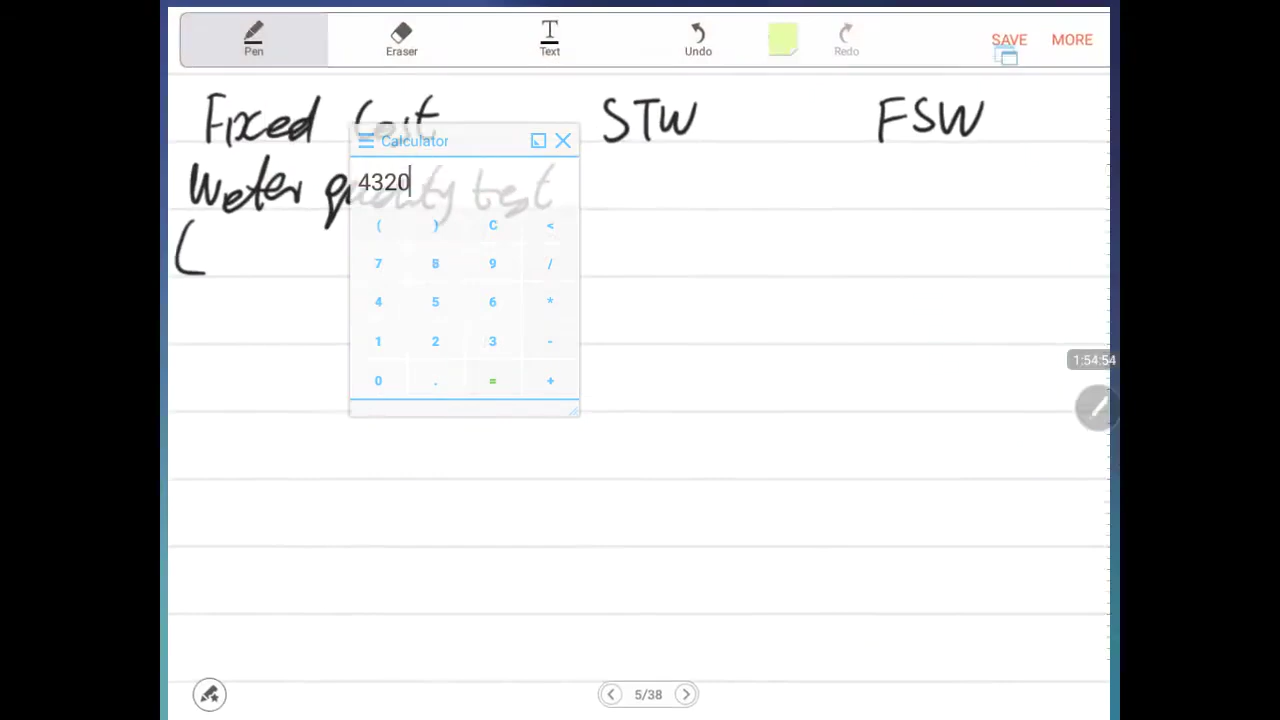 Pen Eraser Text Undo Redo SAVE MORE
Fixed Cost STW FSW
Water quality test
(
Calculator
4320
( ) C <
7 8 9 /
4 5 6 *
1 2 3 -
0 . = +
1:54:54
5/38